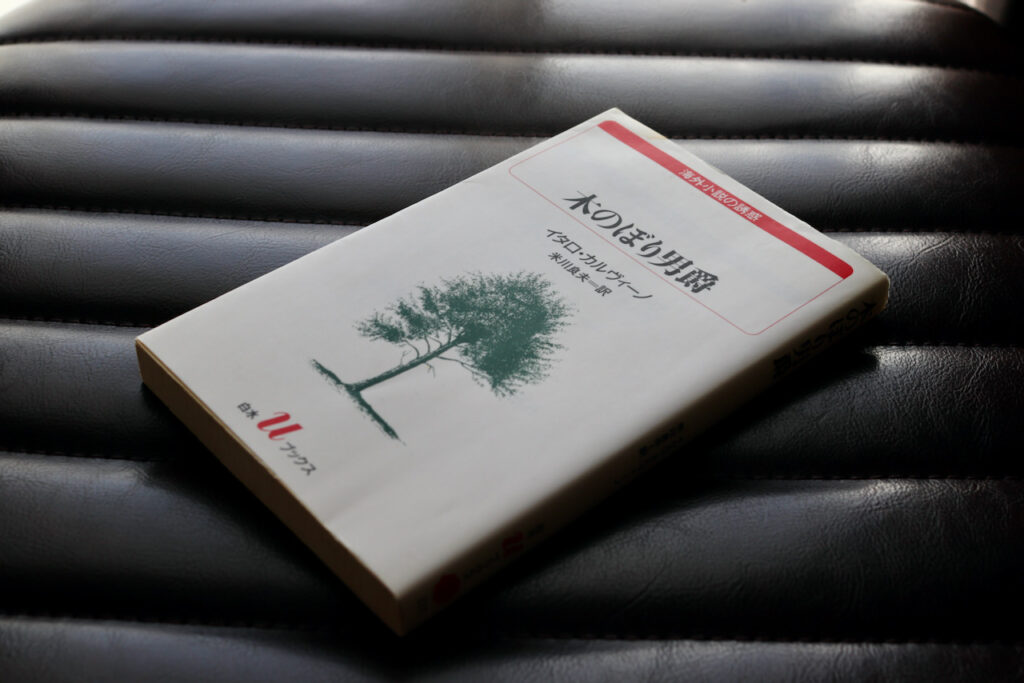 海外小説の誘惑
木のぼり男爵
イタロ・カルヴィーノ
米川良夫=訳
白水
u
ブックス